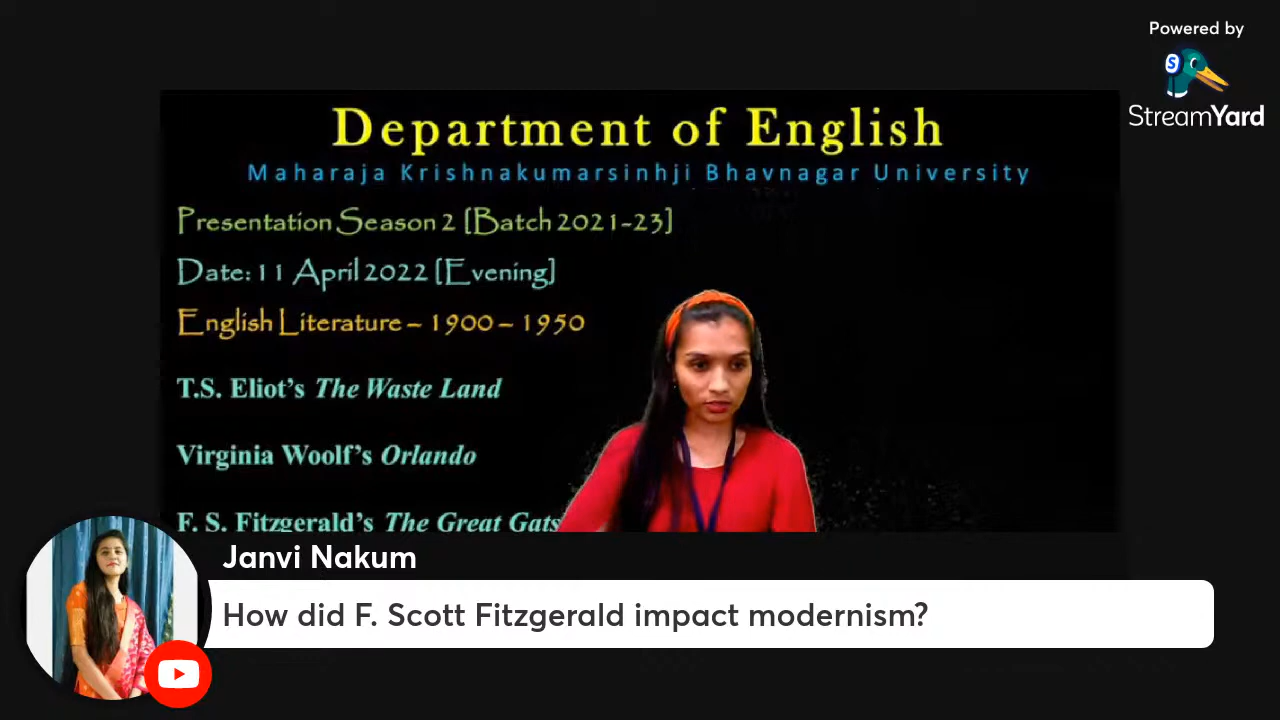 Powered by
S
StreamYard
Department of English
Maharaja Krishnakumarsinhji Bhavnagar University
Presentation Season 2 [Batch 2021-23]
Date: 11 April 2022 [Evening]
English Literature – 1900 – 1950
T.S. Eliot's The Waste Land
Virginia Woolf's Orlando
F. S. Fitzgerald's The Great Gats
Janvi Nakum
How did F. Scott Fitzgerald impact modernism?